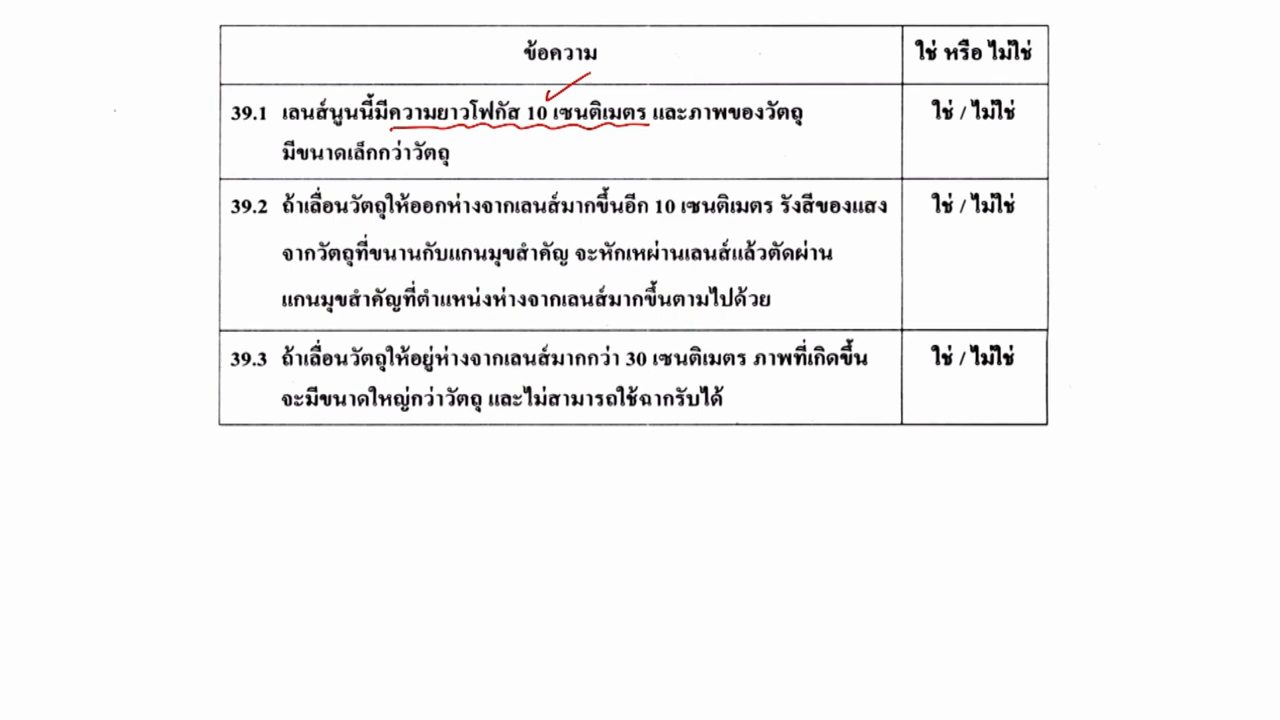 ข้อความ ใช่ หรือ ไม่ใช่
39.1 เลนส์นูนนี้มีความยาวโฟกัส 10 เซนติเมตร และภาพของวัตถุ ใช่ / ไม่ใช่
มีขนาดเล็กกว่าวัตถุ
39.2 ถ้าเลื่อนวัตถุให้ออกห่างจากเลนส์มากขึ้นอีก 10 เซนติเมตร รังสีของแสง ใช่ / ไม่ใช่
จากวัตถุที่ขนานกับแกนมุขสำคัญ จะหักเหผ่านเลนส์แล้วตัดผ่าน
แกนมุขสำคัญที่ตำแหน่งห่างจากเลนส์มากขึ้นตามไปด้วย
39.3 ถ้าเลื่อนวัตถุให้อยู่ห่างจากเลนส์มากกว่า 30 เซนติเมตร ภาพที่เกิดขึ้น ใช่ / ไม่ใช่
จะมีขนาดใหญ่กว่าวัตถุ และไม่สามารถใช้ฉากรับได้